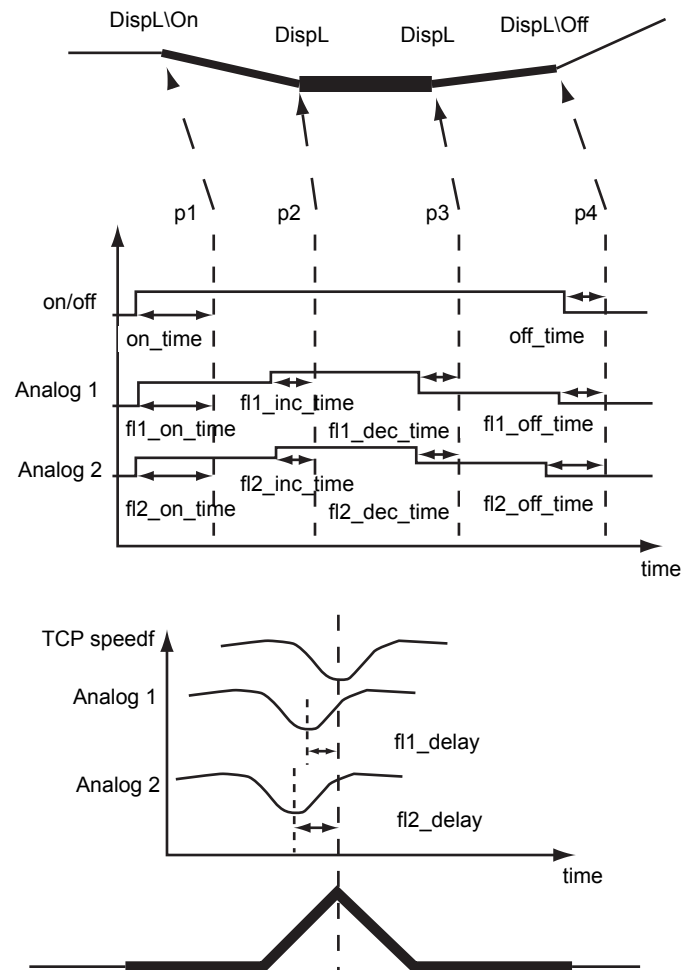 DispL\On
DispL
DispL
DispL\Off
p1
p2
p3
p4
on/off
on_time
off_time
Analog 1
fl1_on_time
fl1_inc_time
fl1_dec_time
fl1_off_time
Analog 2
fl2_on_time
fl2_inc_time
fl2_dec_time
fl2_off_time
time
TCP speedf
Analog 1
fl1_delay
Analog 2
fl2_delay
time